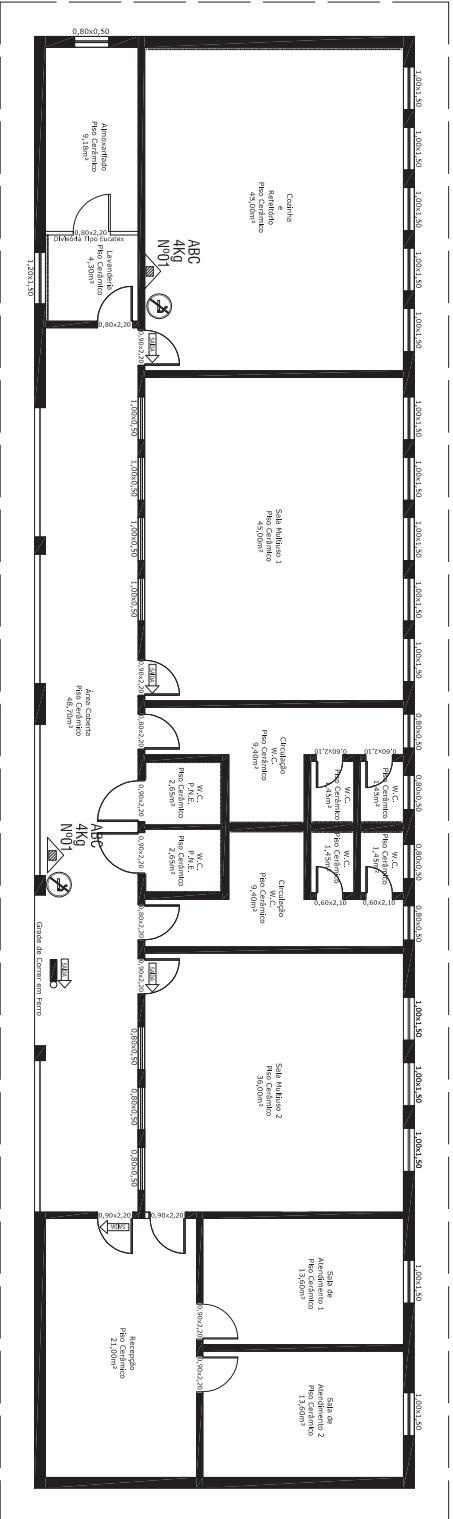 0,80x0,50
Almoxarifado
Piso Cerâmico
9,18m²
0,80x2,20
Divisória Tipo Eucatex
Lavanderia
Piso Cerâmico
4,30m²
1,20x1,50
0,80x2,20
Cozinha
e
Refeitório
Piso Cerâmico
45,00m²
1,00x1,50
1,00x1,50
1,00x1,50
1,00x1,50
1,00x1,50
ABC
4Kg
Nº01
0,90x2,20
SAÍDA
1,00x0,50
1,00x0,50
1,00x0,50
1,00x0,50
Sala Multiuso 1
Piso Cerâmico
45,00m²
1,00x1,50
1,00x1,50
1,00x1,50
1,00x1,50
1,00x1,50
0,90x2,20
SAÍDA
Área Coberta
Piso Cerâmico
48,70m²
0,80x2,20
Circulação
W.C.
Piso Cerâmico
9,40m²
0,80x0,50
0,60x2,10
0,60x2,10
W.C.
Piso Cerâmico
1,45m²
W.C.
Piso Cerâmico
1,45m²
0,80x0,50
W.C.
P.N.E.
Piso Cerâmico
2,65m²
0,90x2,20
ABC
4Kg
Nº01
0,90x2,20
W.C.
P.N.E.
Piso Cerâmico
2,65m²
W.C.
Piso Cerâmico
1,45m²
W.C.
Piso Cerâmico
1,45m²
0,80x0,50
0,60x2,10
0,60x2,10
0,80x2,20
Circulação
W.C.
Piso Cerâmico
9,40m²
0,80x0,50
Grade de Correr em Ferro
SAÍDA
0,90x2,20
SAÍDA
0,80x0,50
0,80x0,50
0,80x0,50
Sala Multiuso 2
Piso Cerâmico
36,00m²
1,00x1,50
1,00x1,50
1,00x1,50
0,90x2,20
0,90x2,20
SAÍDA
Recepção
Piso Cerâmico
21,00m²
Sala de
Atendimento 1
Piso Cerâmico
13,60m²
1,00x1,50
0,90x2,20
0,90x2,20
Sala de
Atendimento 2
Piso Cerâmico
13,60m²
1,00x1,50